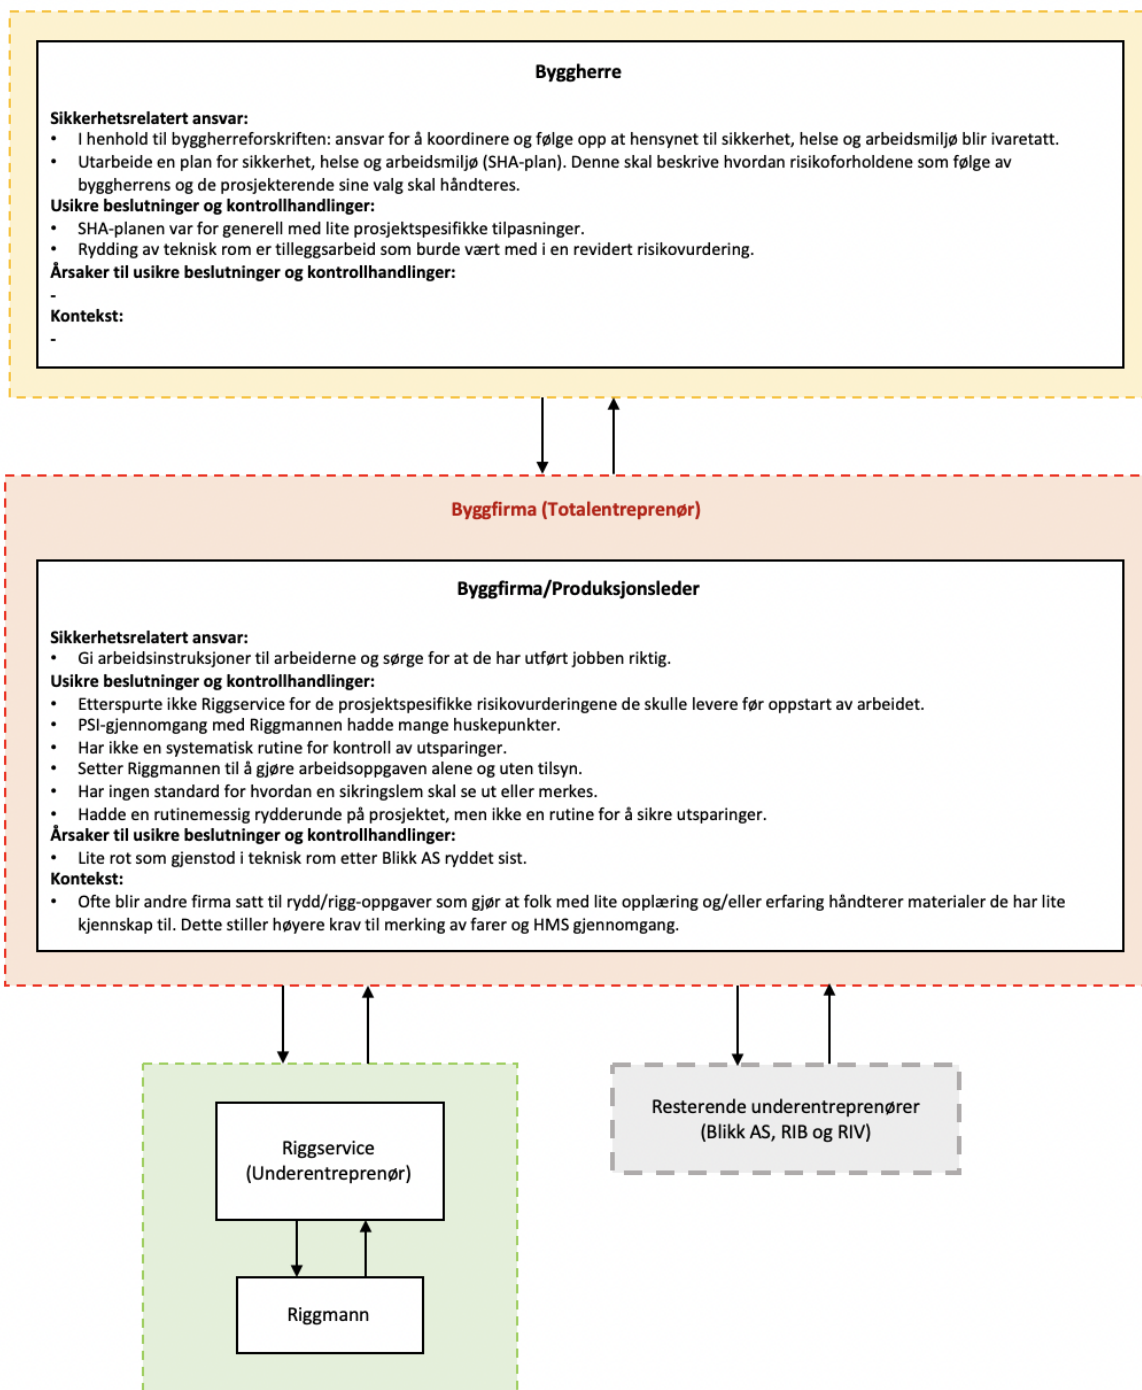 Byggherre
Sikkerhetsrelatert ansvar:
• I henhold til byggherreforskriften: ansvar for å koordinere og følge opp at hensynet til sikkerhet, helse og arbeidsmiljø blir ivaretatt.
• Utarbeide en plan for sikkerhet, helse og arbeidsmiljø (SHA-plan). Denne skal beskrive hvordan risikoforholdene som følge av
byggherrens og de prosjekterende sine valg skal håndteres.
Usikre beslutninger og kontrollhandlinger:
• SHA-planen var for generell med lite prosjektspesifikke tilpasninger.
• Rydding av teknisk rom er tilleggsarbeid som burde vært med i en revidert risikovurdering.
Årsaker til usikre beslutninger og kontrollhandlinger:
-
Kontekst:
-
Byggfirma (Totalentreprenør)
Byggfirma/Produksjonsleder
Sikkerhetsrelatert ansvar:
• Gi arbeidsinstruksjoner til arbeiderne og sørge for at de har utført jobben riktig.
Usikre beslutninger og kontrollhandlinger:
• Etterspurte ikke Riggservice for de prosjektspesifikke risikovurderingene de skulle levere før oppstart av arbeidet.
• PSI-gjennomgang med Riggmannen hadde mange huskepunkter.
• Har ikke en systematisk rutine for kontroll av utsparinger.
• Setter Riggmannen til å gjøre arbeidsoppgaven alene og uten tilsyn.
• Har ingen standard for hvordan en sikringslem skal se ut eller merkes.
• Hadde en rutinemessig rydderunde på prosjektet, men ikke en rutine for å sikre utsparinger.
Årsaker til usikre beslutninger og kontrollhandlinger:
• Lite rot som gjenstod i teknisk rom etter Blikk AS ryddet sist.
Kontekst:
• Ofte blir andre firma satt til rydd/rigg-oppgaver som gjør at folk med lite opplæring og/eller erfaring håndterer materialer de har lite
kjennskap til. Dette stiller høyere krav til merking av farer og HMS gjennomgang.
Riggservice
(Underentreprenør)
Riggmann
Resterende underentreprenører
(Blikk AS, RIB og RIV)